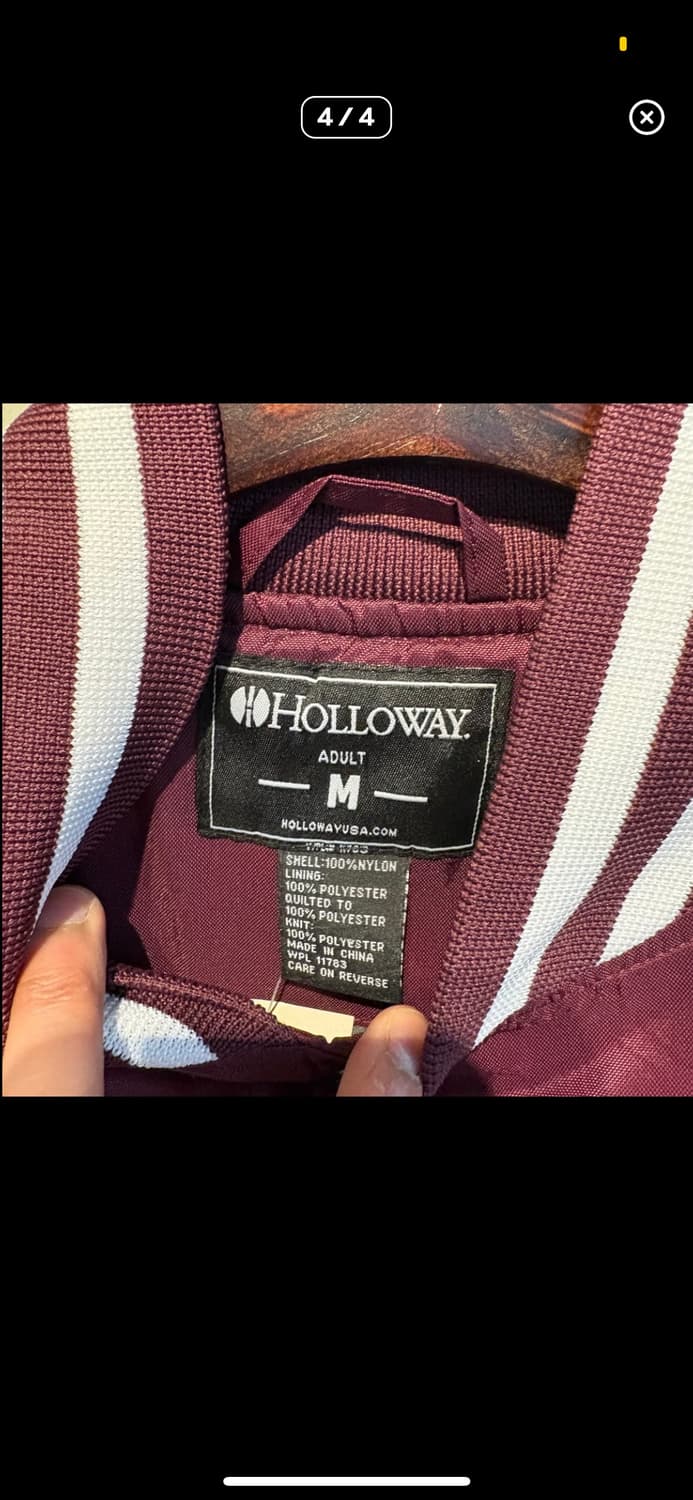 4/4
HOLLOWAY.
ADULT
M
HOLLOWAYUSA.COM
SHELL:100%NYLON
LINING:
100% POLYESTER
QUILTED TO
100% POLYESTER
KNIT:
100% POLYESTER
MADE IN CHINA
WPL 11783
CARE ON REVERSE